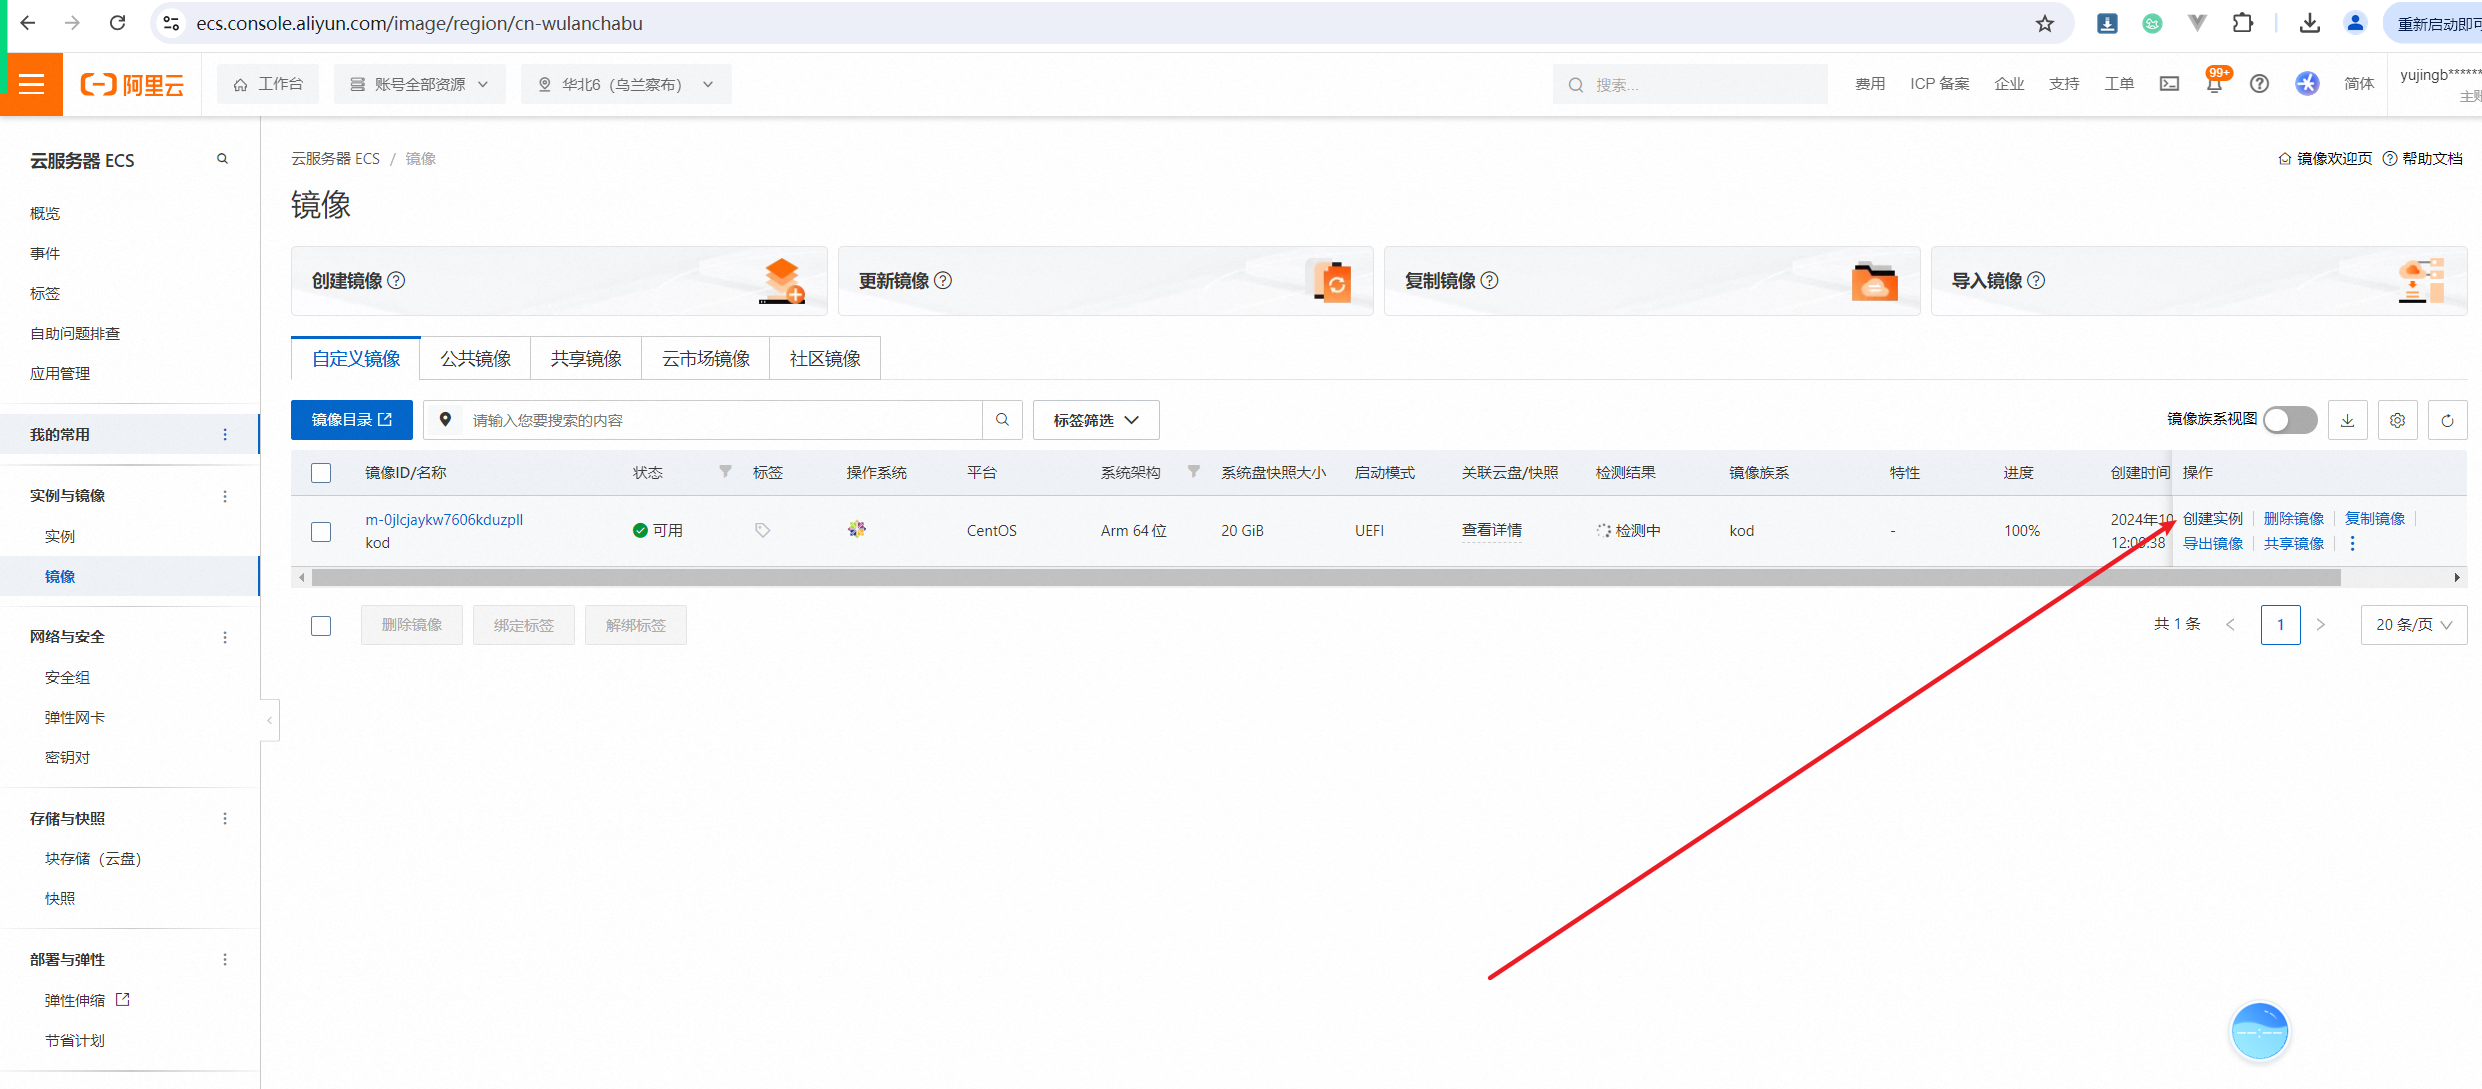 ecs.console.aliyun.com/image/region/cn-wulanchabu
重新启动即可
阿里云
工作台
账号全部资源
华北6（乌兰察布）
搜索...
费用
ICP 备案
企业
支持
工单
99+
简体
yujingb******
主账
云服务器 ECS
概览
事件
标签
自助问题排查
应用管理
我的常用
实例与镜像
实例
镜像
网络与安全
安全组
弹性网卡
密钥对
存储与快照
块存储（云盘）
快照
部署与弹性
弹性伸缩
节省计划
云服务器 ECS / 镜像
镜像欢迎页 帮助文档
镜像
创建镜像
更新镜像
复制镜像
导入镜像
自定义镜像 公共镜像 共享镜像 云市场镜像 社区镜像
镜像目录
请输入您要搜索的内容
标签筛选
镜像族系视图
镜像ID/名称 状态 标签 操作系统 平台 系统架构 系统盘快照大小 启动模式 关联云盘/快照 检测结果 镜像族系 特性 进度 创建时间 操作
m-0jlcjaykw7606kduzpll
kod
可用
CentOS
Arm 64位
20 GiB
UEFI
查看详情
检测中
kod
-
100%
2024年10
12:09:38
创建实例 删除镜像 复制镜像
导出镜像 共享镜像
删除镜像 绑定标签 解绑标签
共 1 条 < 1 > 20 条/页